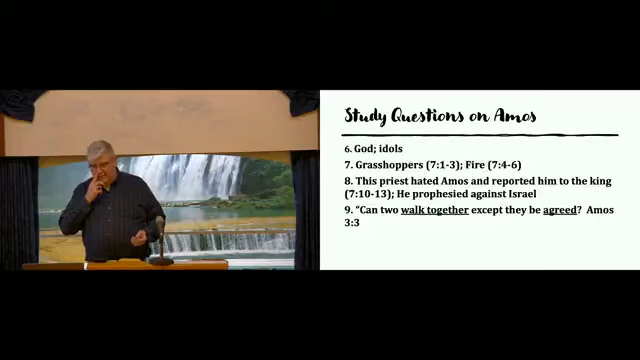 Study Questions on Amos
6. God; idols
7. Grasshoppers (7:1-3); Fire (7:4-6)
8. This priest hated Amos and reported him to the king
(7:10-13); He prophesied against Israel
9. “Can two walk together except they be agreed?  Amos
3:3